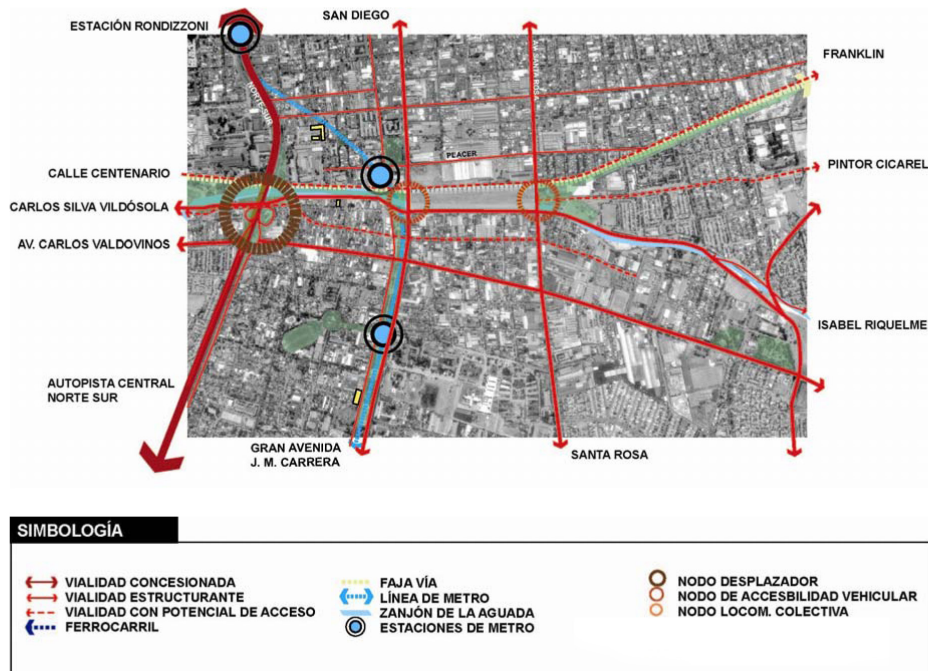 SAN DIEGO
ESTACIÓN RONDIZZONI
FRANKLIN
NORTE SUR
PLACER
CALLE CENTENARIO
PINTOR CICAREL
CARLOS SILVA VILDÓSOLA
AV. CARLOS VALDOVINOS
ISABEL RIQUELME
AUTOPISTA CENTRAL
NORTE SUR
GRAN AVENIDA
J. M. CARRERA
SANTA ROSA
SIMBOLOGÍA
VIALIDAD CONCESIONADA
VIALIDAD ESTRUCTURANTE
VIALIDAD CON POTENCIAL DE ACCESO
FERROCARRIL
FAJA VÍA
LÍNEA DE METRO
ZANJÓN DE LA AGUADA
ESTACIONES DE METRO
NODO DESPLAZADOR
NODO DE ACCESBILIDAD VEHICULAR
NODO LOCOM. COLECTIVA